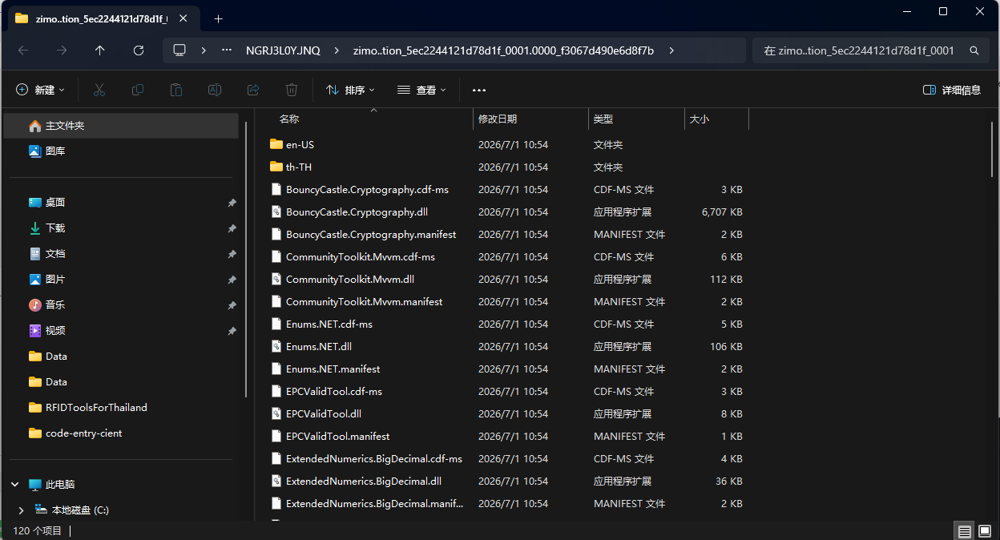 zimo..tion_5ec2244121d78d1f_
NGRJ3L0Y.JNQ
zimo..tion_5ec2244121d78d1f_0001.0000_f3067d490e6d8f7b
在 zimo..tion_5ec2244121d78d1f_0001
新建
排序
查看
详细信息
主文件夹
图库
桌面
下载
文档
图片
音乐
视频
Data
Data
RFIDToolsForThailand
code-entry-cient
此电脑
本地磁盘 (C:)
名称 修改日期 类型 大小
en-US 2026/7/1 10:54 文件夹
th-TH 2026/7/1 10:54 文件夹
BouncyCastle.Cryptography.cdf-ms 2026/7/1 10:54 CDF-MS 文件 3 KB
BouncyCastle.Cryptography.dll 2026/7/1 10:54 应用程序扩展 6,707 KB
BouncyCastle.Cryptography.manifest 2026/7/1 10:54 MANIFEST 文件 2 KB
CommunityToolkit.Mvvm.cdf-ms 2026/7/1 10:54 CDF-MS 文件 6 KB
CommunityToolkit.Mvvm.dll 2026/7/1 10:54 应用程序扩展 112 KB
CommunityToolkit.Mvvm.manifest 2026/7/1 10:54 MANIFEST 文件 2 KB
Enums.NET.cdf-ms 2026/7/1 10:54 CDF-MS 文件 5 KB
Enums.NET.dll 2026/7/1 10:54 应用程序扩展 106 KB
Enums.NET.manifest 2026/7/1 10:54 MANIFEST 文件 2 KB
EPCValidTool.cdf-ms 2026/7/1 10:54 CDF-MS 文件 3 KB
EPCValidTool.dll 2026/7/1 10:54 应用程序扩展 8 KB
EPCValidTool.manifest 2026/7/1 10:54 MANIFEST 文件 1 KB
ExtendedNumerics.BigDecimal.cdf-ms 2026/7/1 10:54 CDF-MS 文件 4 KB
ExtendedNumerics.BigDecimal.dll 2026/7/1 10:54 应用程序扩展 36 KB
ExtendedNumerics.BigDecimal.manif... 2026/7/1 10:54 MANIFEST 文件 2 KB
120 个项目